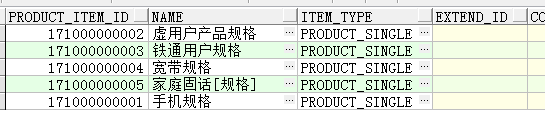 PRODUCT_ITEM_ID NAME ITEM_TYPE EXTEND_ID CO
171000000002 虚用户产品规格 PRODUCT_SINGLE
171000000003 铁通用户规格 PRODUCT_SINGLE
171000000004 宽带规格 PRODUCT_SINGLE
171000000005 家庭固话[规格] PRODUCT_SINGLE
171000000001 手机规格 PRODUCT_SINGLE